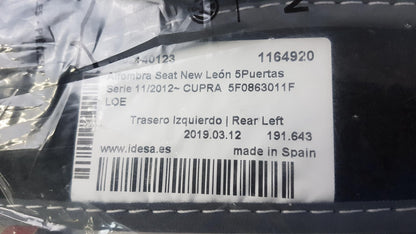 40123 1164920
Alfombra Seat New León 5Puertas
Serie 11/2012~ CUPRA 5F0863011F
LOE
Trasero Izquierdo | Rear Left
2019.03.12 191.643
www.idesa.es made in Spain